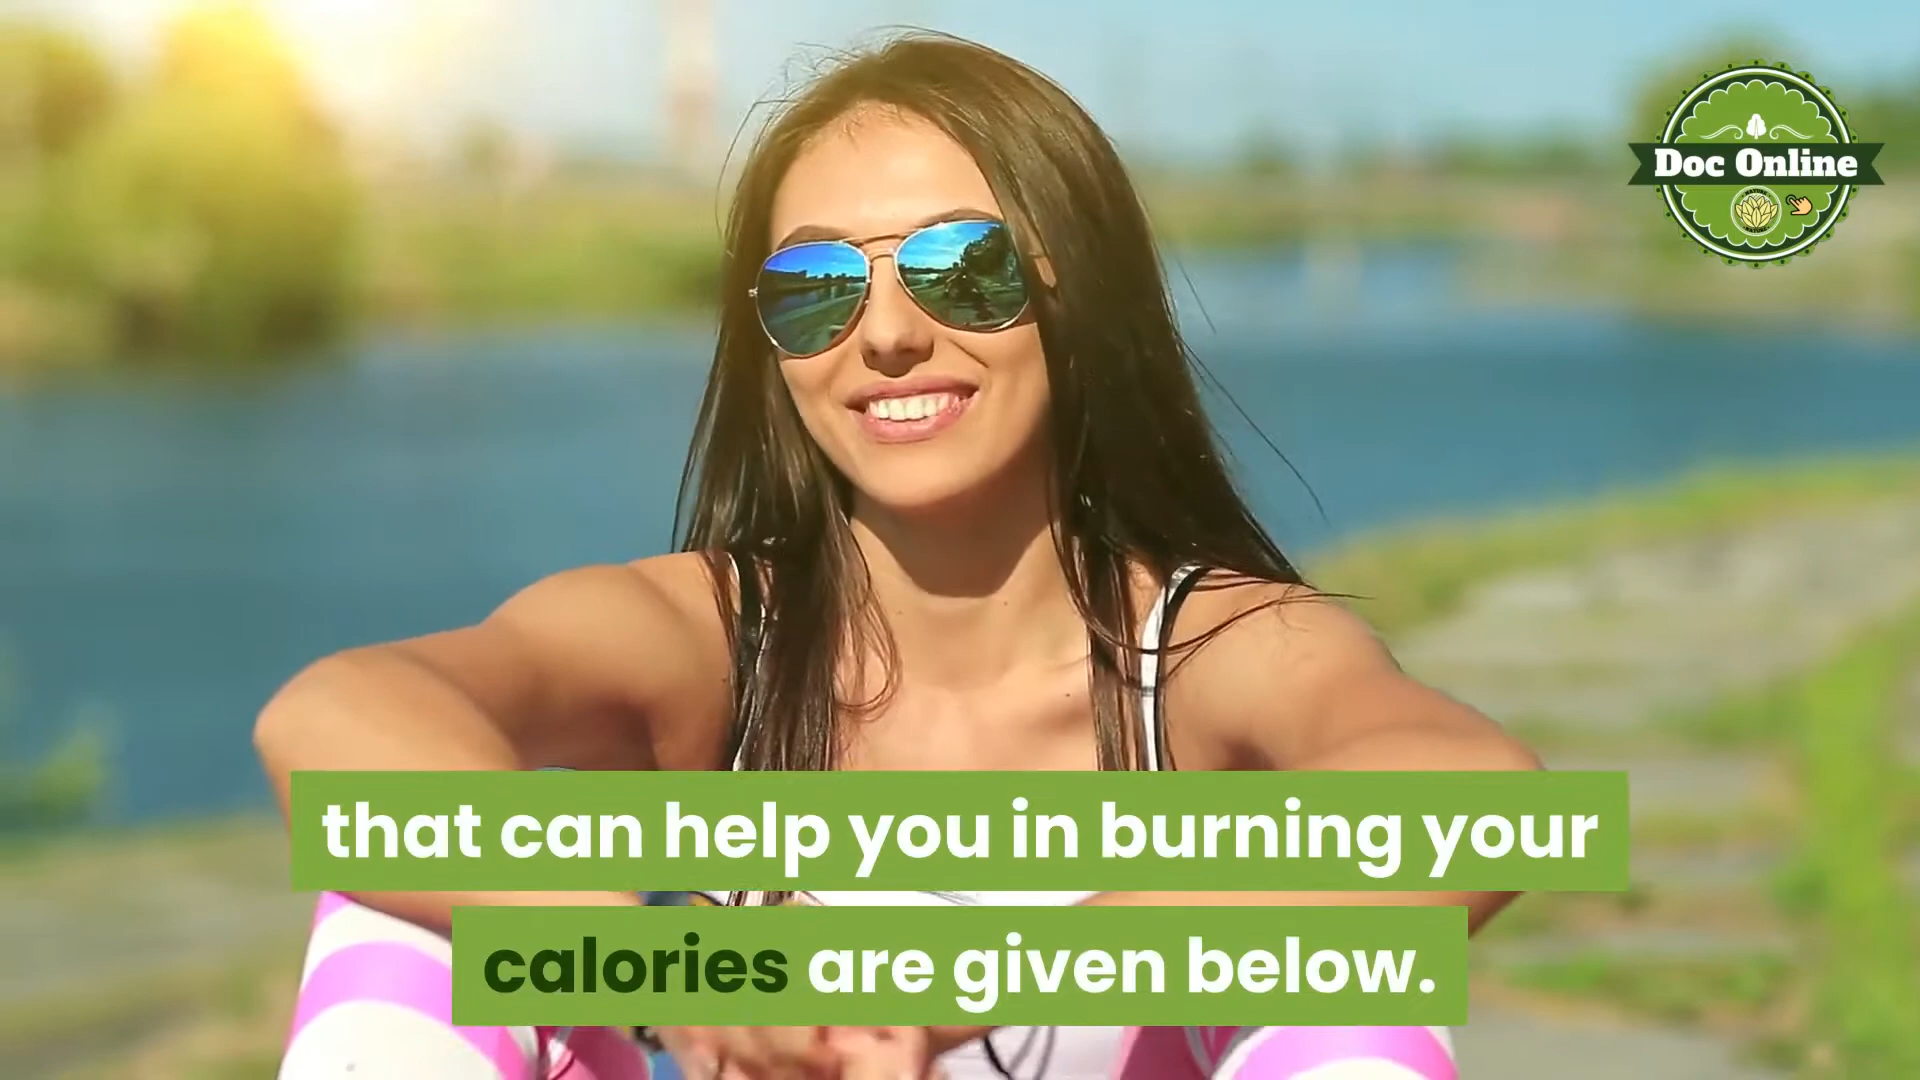 Doc Online
that can help you in burning your
calories are given below.